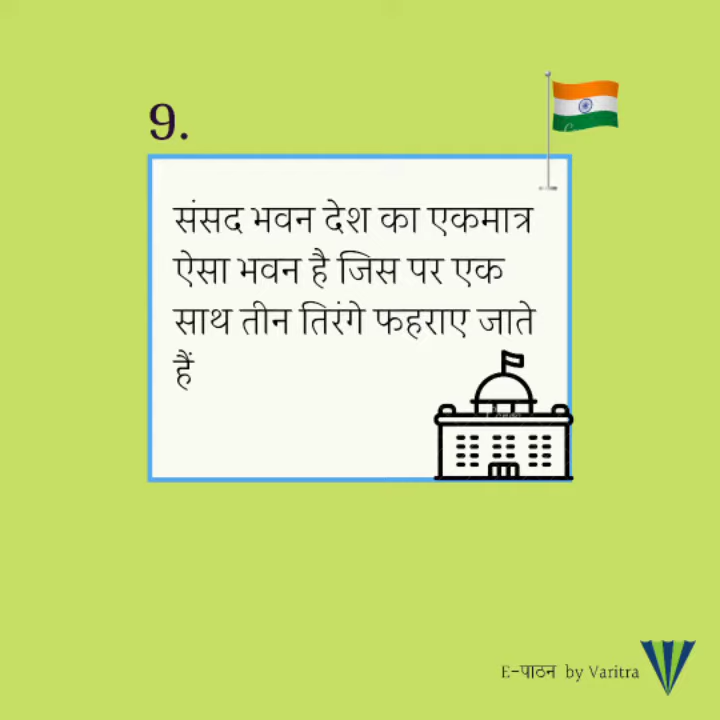 9.
संसद भवन देश का एकमात्र
ऐसा भवन है जिस पर एक
साथ तीन तिरंगे फहराए जाते
हैं
E-पाठन by Varitra